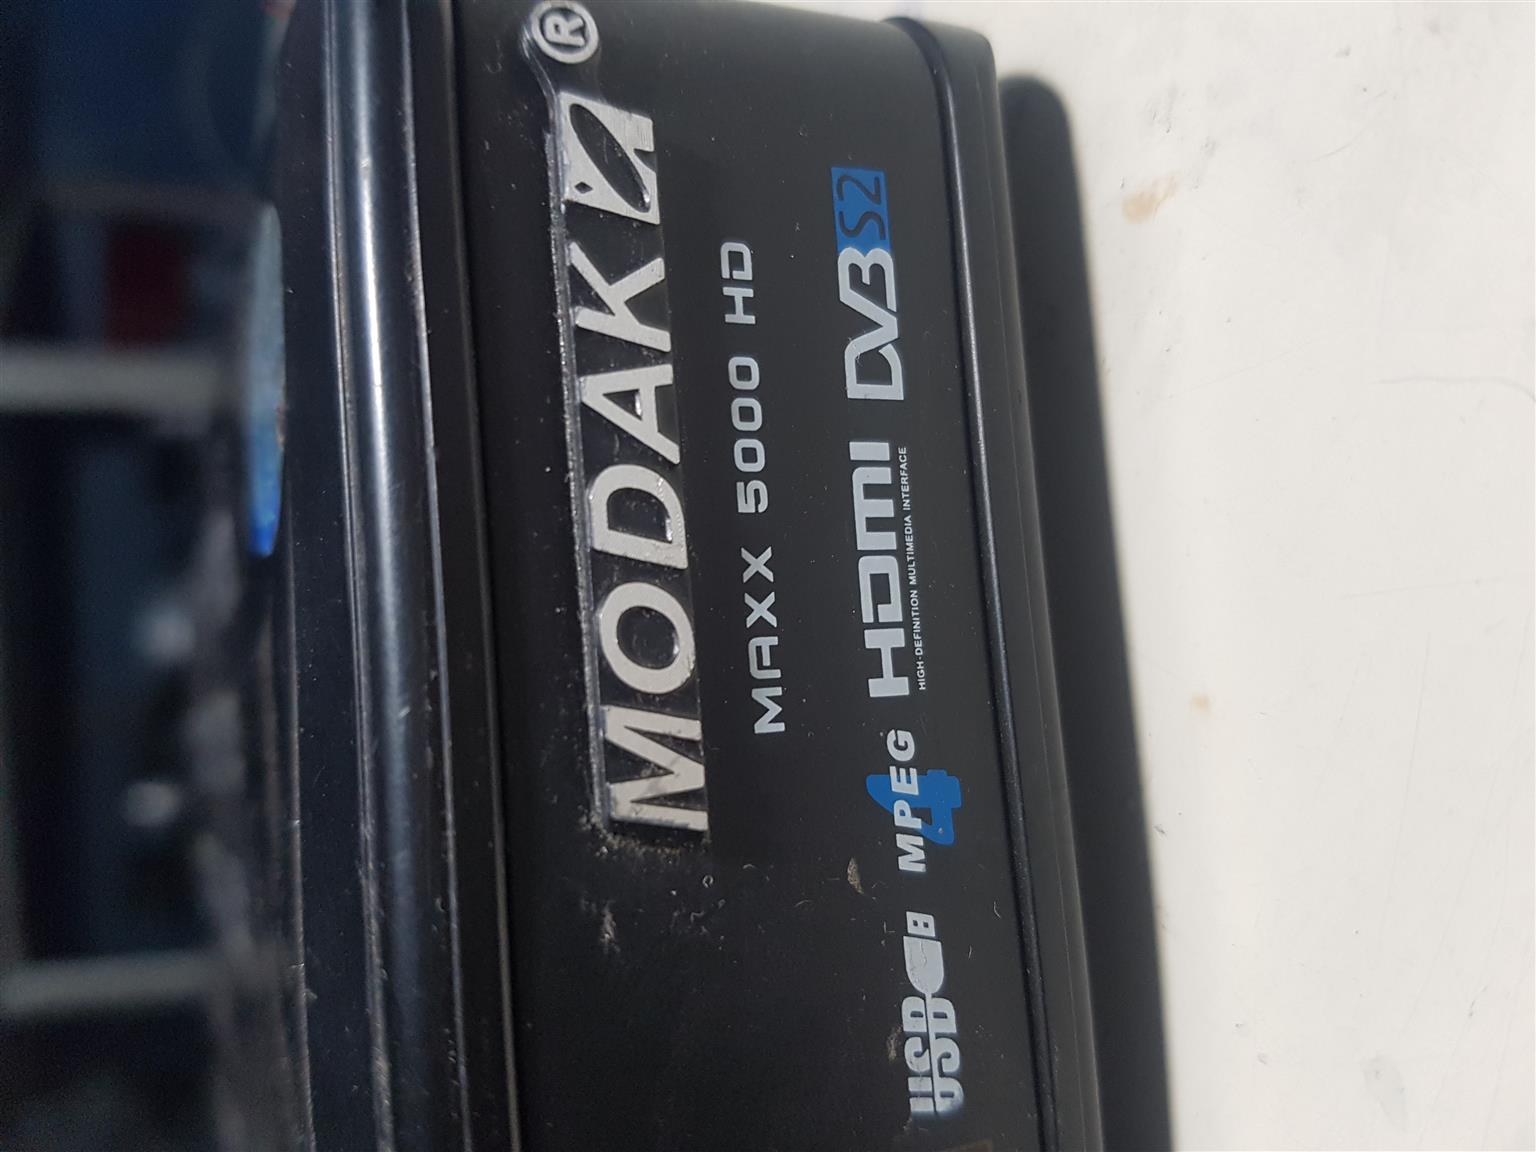 MODAK ®
MAXX 5000 HD
USB MPEG 4 HDMI DVB S2
HIGH-DEFINITION MULTIMEDIA INTERFACE